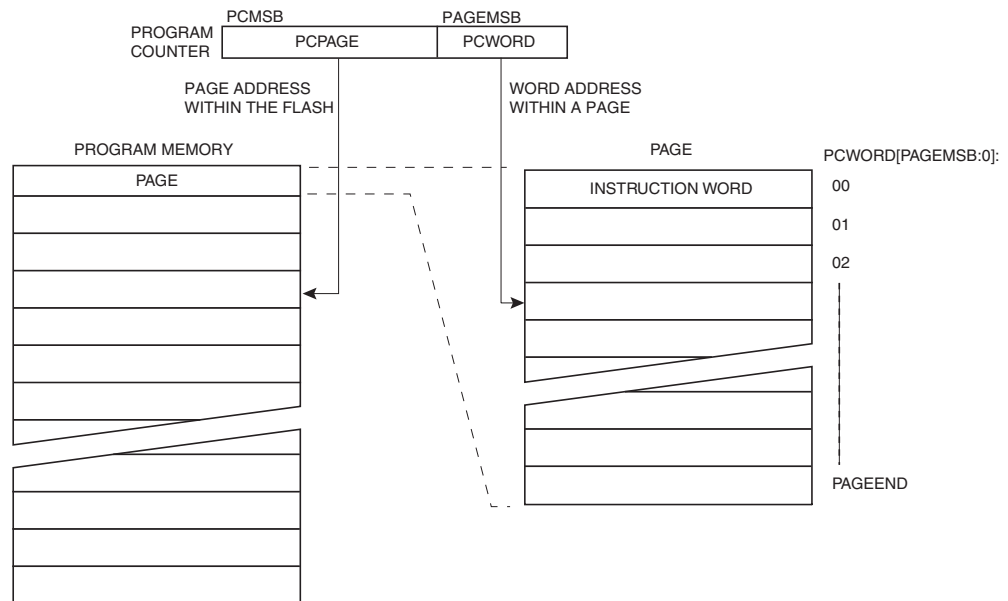 PCMSB
PAGEMSB
PROGRAM
COUNTER
PCPAGE
PCWORD
PAGE ADDRESS
WITHIN THE FLASH
WORD ADDRESS
WITHIN A PAGE
PROGRAM MEMORY
PAGE
PAGE
PCWORD[PAGEMSB:0]:
INSTRUCTION WORD
00
01
02
PAGEEND